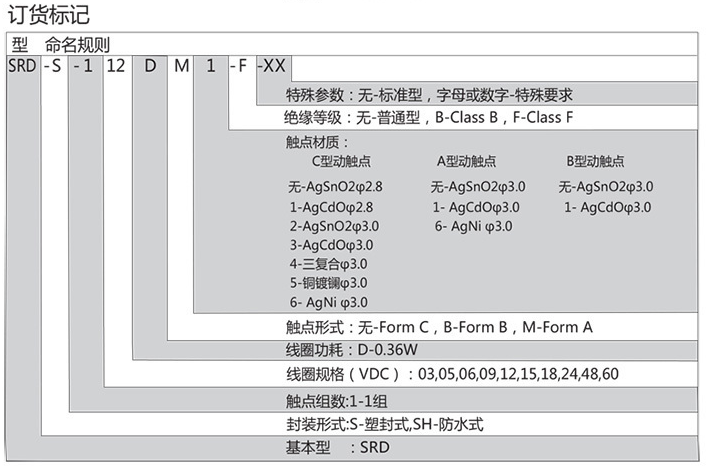 订货标记
型 命名规则
SRD -S -1 12 D M 1 -F -XX
特殊参数：无-标准型，字母或数字-特殊要求
绝缘等级：无-普通型，B-Class B，F-Class F
触点材质：
C型动触点 A型动触点 B型动触点
无-AgSnO2φ2.8 无-AgSnO2φ3.0 无-AgSnO2φ3.0
1-AgCdOφ2.8 1- AgCdOφ3.0 1- AgCdOφ3.0
2-AgSnO2φ3.0 6- AgNi φ3.0
3-AgCdOφ3.0
4-三复合φ3.0
5-铜镀镧φ3.0
6- AgNi φ3.0
触点形式：无-Form C，B-Form B，M-Form A
线圈功耗：D-0.36W
线圈规格（VDC）：03,05,06,09,12,15,18,24,48,60
触点组数:1-1组
封装形式:S-塑封式,SH-防水式
基本型 ：SRD